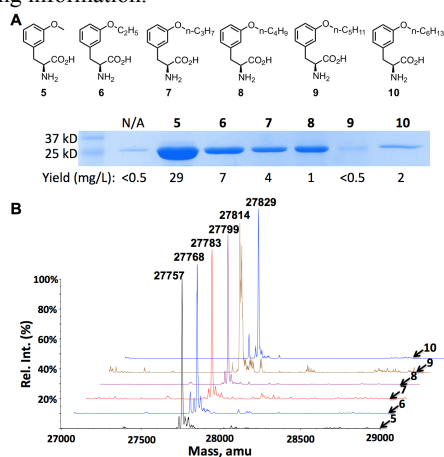 ng information.
A
O O C2H5 O n-C3H7 O n-C4H9 O n-C5H11 O n-C6H13
CO2H CO2H CO2H CO2H CO2H CO2H
NH2 NH2 NH2 NH2 NH2 NH2
5 6 7 8 9 10
N/A 5 6 7 8 9 10
37 kD
25 kD
Yield (mg/L): <0.5 29 7 4 1 <0.5 2
B
27829
27814
27799
27783
27768
27757
100%
80%
60%
40%
20%
Rel. Int. (%)
10
9
8
7
6
5
27000 27500 28000 28500 29000
Mass, amu